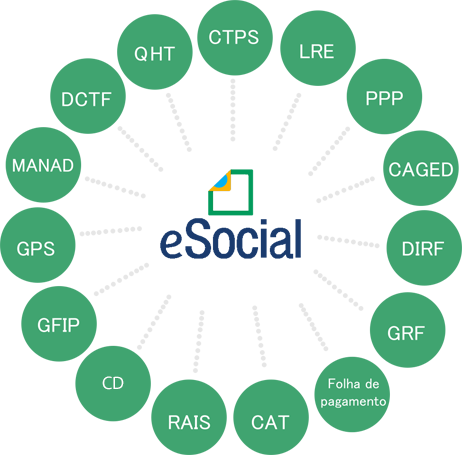 CTPS
LRE
PPP
CAGED
DIRF
GRF
Folha de
pagamento
CAT
RAIS
CD
GFIP
GPS
MANAD
DCTF
QHT
eSocial